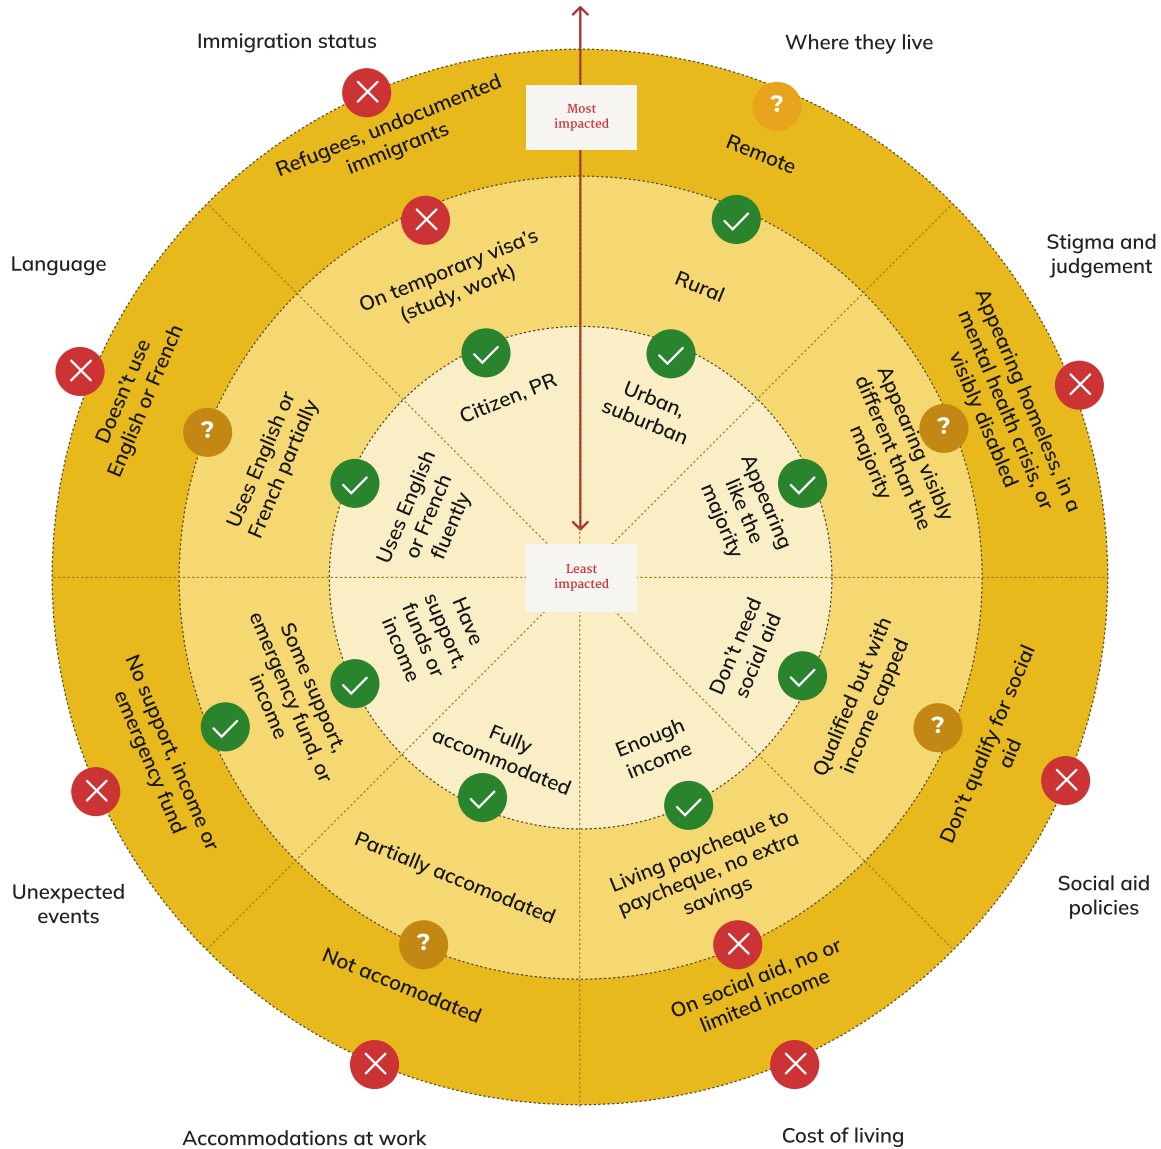 Immigration status
Where they live
Most
impacted
Refugees, undocumented
immigrants
?
Remote
On temporary visa's
(study, work)
Rural
Citizen, PR
Urban,
suburban
Stigma and
judgement
Appearing homeless, in a
mental health crisis, or
visibly disabled
?
Appearing visibly
different than the
majority
Appearing
like the
majority
Language
Doesn't use
English or French
?
Uses English or
French partially
Uses English
or French
fluently
Least
impacted
Have
support,
funds or
income
Some support,
emergency fund, or
income
No support, income or
emergency fund
Unexpected
events
Don't need
social aid
Qualified but with
income capped
?
Don't qualify for social
aid
Social aid
policies
Fully
accommodated
Partially accomodated
?
Not accomodated
Accommodations at work
Enough
income
Living paycheque to
paycheque, no extra
savings
On social aid, no or
limited income
Cost of living